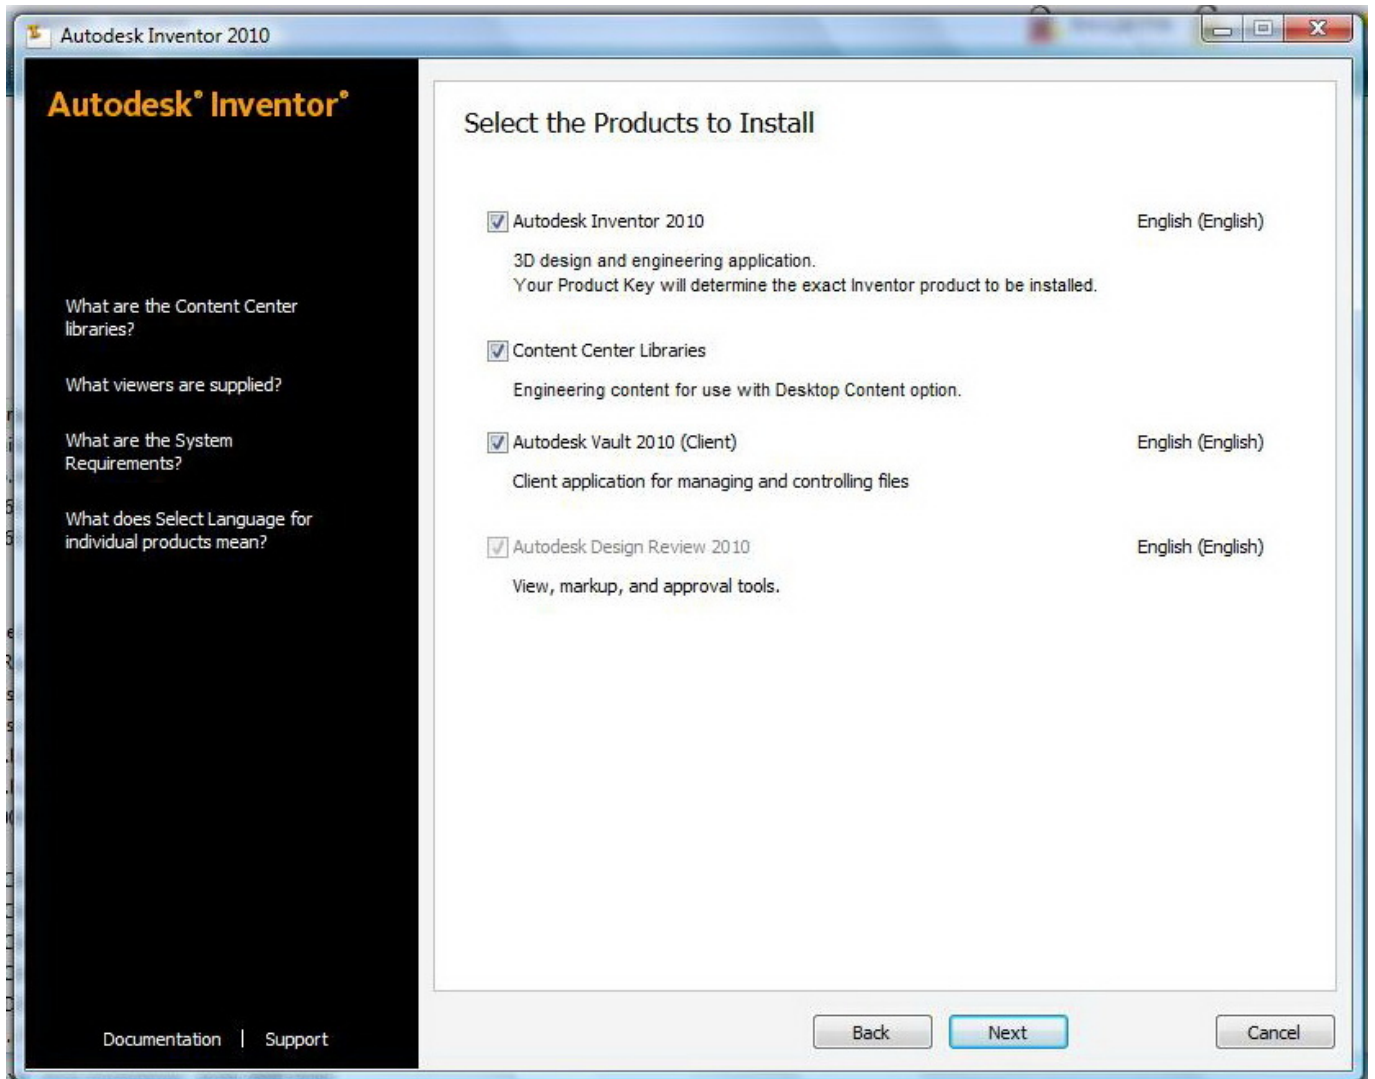 Autodesk Inventor 2010
Autodesk® Inventor®
What are the Content Center
libraries?
What viewers are supplied?
What are the System
Requirements?
What does Select Language for
individual products mean?
Documentation | Support
Select the Products to Install
Autodesk Inventor 2010 English (English)
3D design and engineering application.
Your Product Key will determine the exact Inventor product to be installed.
Content Center Libraries
Engineering content for use with Desktop Content option.
Autodesk Vault 2010 (Client) English (English)
Client application for managing and controlling files
Autodesk Design Review 2010 English (English)
View, markup, and approval tools.
Back Next Cancel